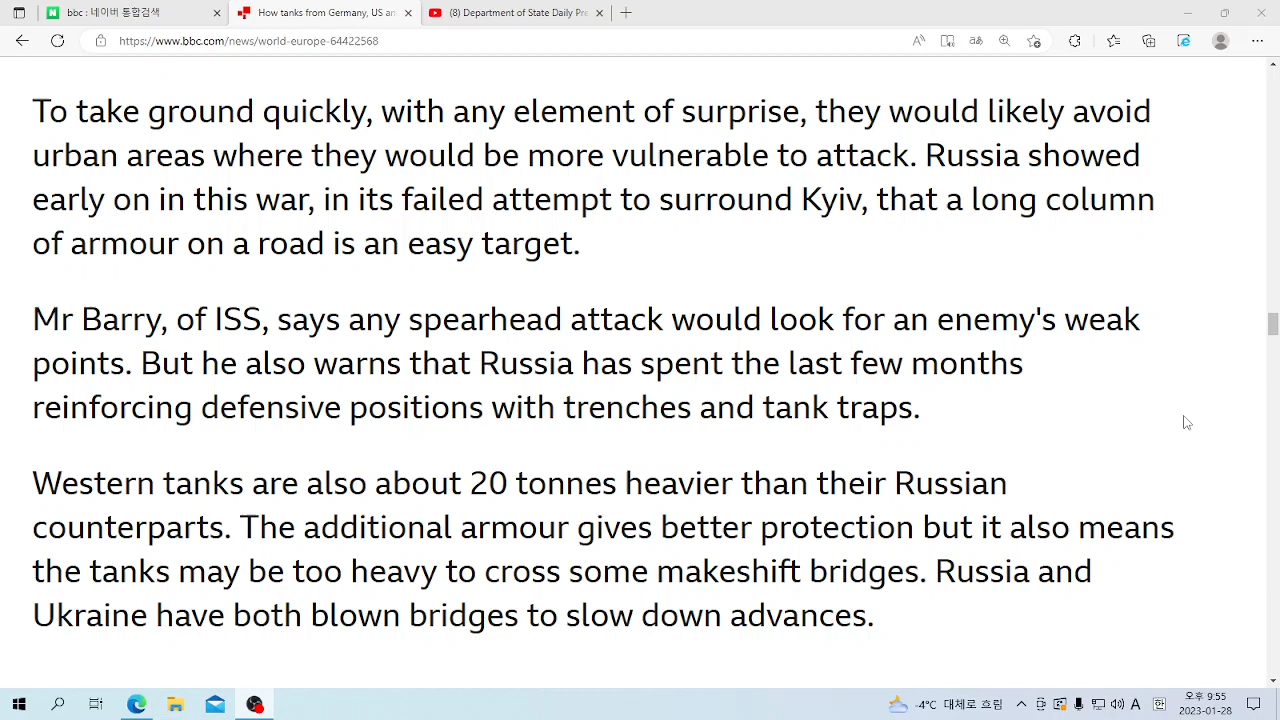 bbc : 네이버 통합검색
How tanks from Germany, US an
(8) Department of State Daily Pre
https://www.bbc.com/news/world-europe-64422568
To take ground quickly, with any element of surprise, they would likely avoid
urban areas where they would be more vulnerable to attack. Russia showed
early on in this war, in its failed attempt to surround Kyiv, that a long column
of armour on a road is an easy target.
Mr Barry, of ISS, says any spearhead attack would look for an enemy's weak
points. But he also warns that Russia has spent the last few months
reinforcing defensive positions with trenches and tank traps.
Western tanks are also about 20 tonnes heavier than their Russian
counterparts. The additional armour gives better protection but it also means
the tanks may be too heavy to cross some makeshift bridges. Russia and
Ukraine have both blown bridges to slow down advances.
-4°C 대체로 흐림
A
오후 9:55
2023-01-28